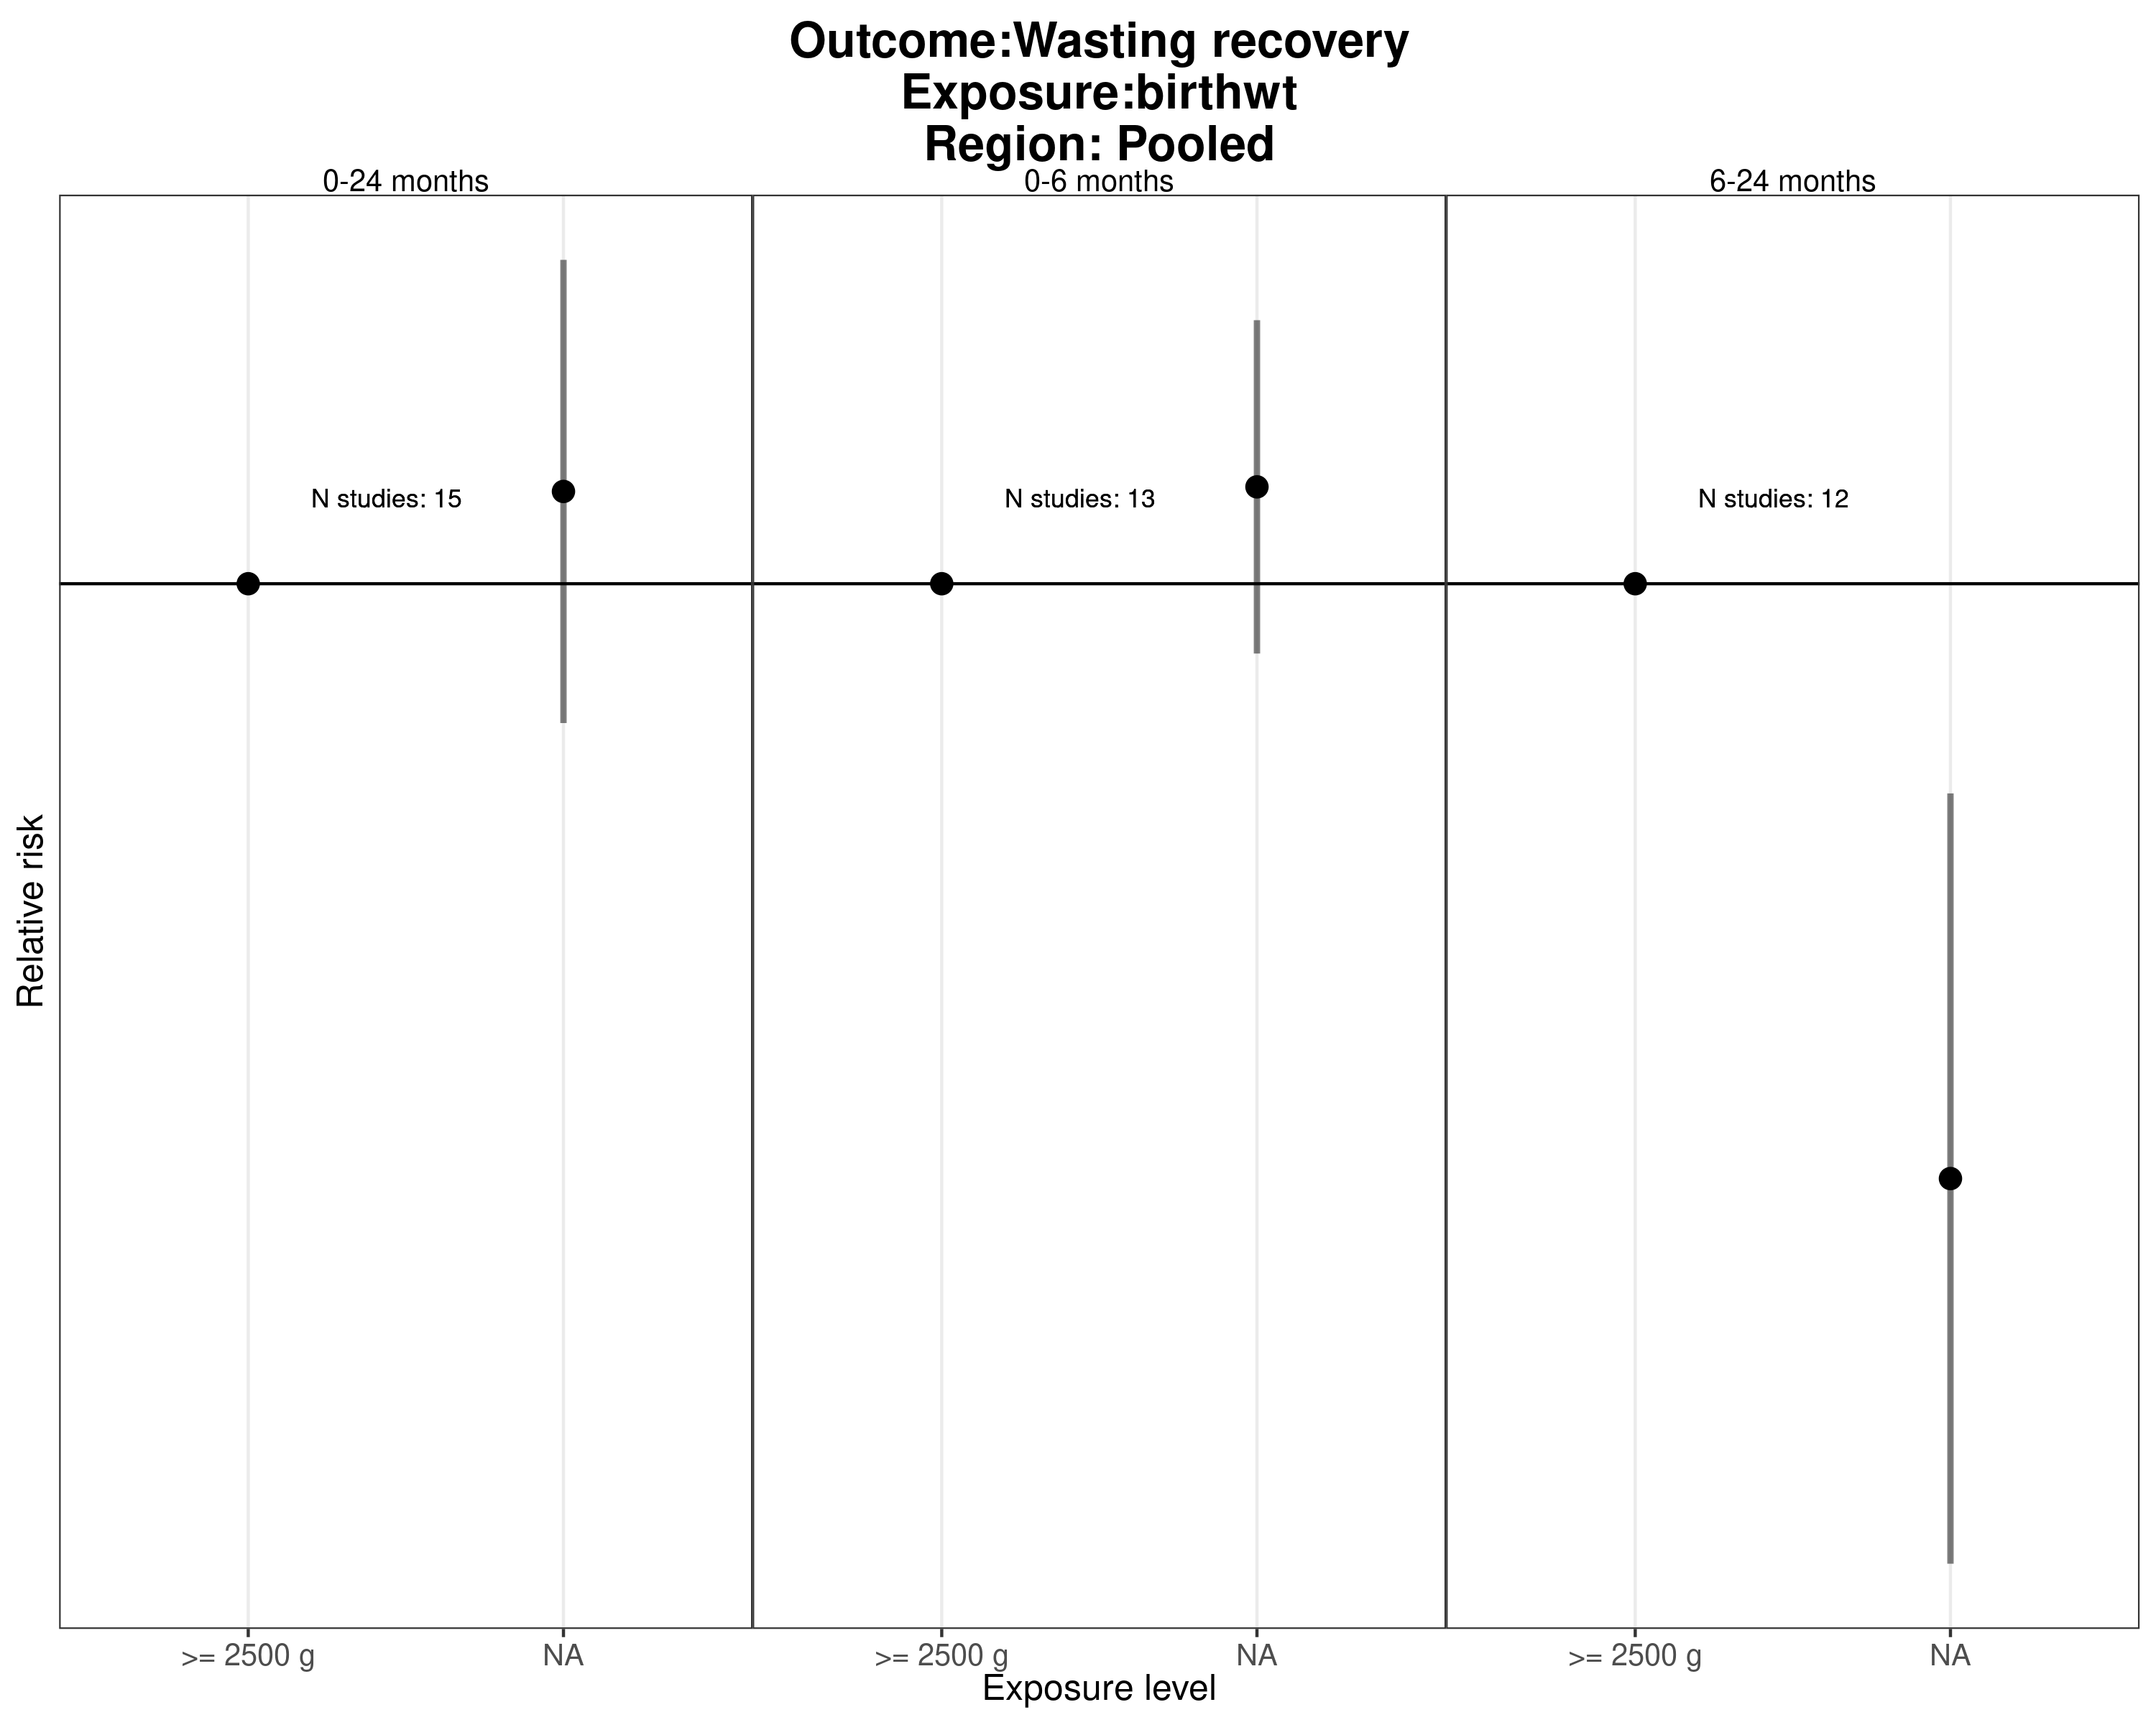 Outcome:Wasting recovery
Exposure:birthwt
Region: Pooled
0-24 months
0-6 months
6-24 months
N studies: 15
N studies: 13
N studies: 12
Relative risk
>= 2500 g
NA
>= 2500 g
NA
>= 2500 g
NA
Exposure level